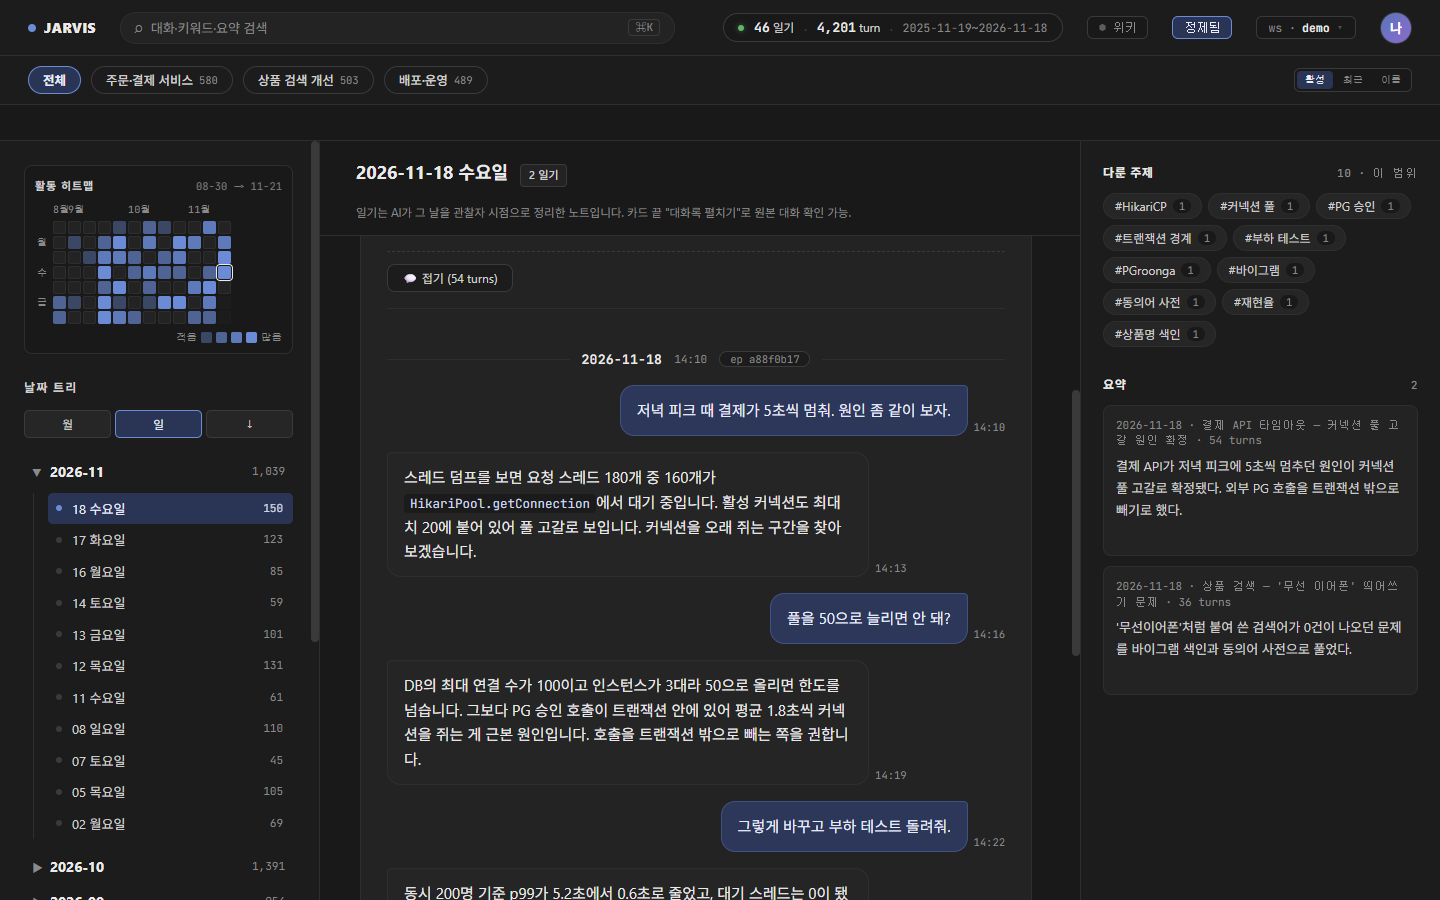 JARVIS
대화·키워드·요약 검색
⌘K
46 일기 · 4,201 turn · 2025-11-19~2026-11-18
위키
정제됨
ws · demo
나
전체
주문·결제 서비스 580
상품 검색 개선 503
배포·운영 489
활성 최근 이름
활동 히트맵
08-30 → 11-21
8월9월 10월 11월
월
수
금
적음 많음
날짜 트리
월 일 ↓
▼ 2026-11 1,039
18 수요일 150
17 화요일 123
16 월요일 85
14 토요일 59
13 금요일 101
12 목요일 131
11 수요일 61
08 일요일 110
07 토요일 45
05 목요일 105
02 월요일 69
▶ 2026-10 1,391
2026-11-18 수요일
2 일기
일기는 AI가 그 날을 관찰자 시점으로 정리한 노트입니다. 카드 끝 "대화록 펼치기"로 원본 대화 확인 가능.
접기 (54 turns)
2026-11-18 14:10 ep a88f0b17
저녁 피크 때 결제가 5초씩 멈춰. 원인 좀 같이 보자.
14:10
스레드 덤프를 보면 요청 스레드 180개 중 160개가
HikariPool.getConnection 에서 대기 중입니다. 활성 커넥션도 최대
치 20에 붙어 있어 풀 고갈로 보입니다. 커넥션을 오래 쥐는 구간을 찾아
보겠습니다.
14:13
풀을 50으로 늘리면 안 돼?
14:16
DB의 최대 연결 수가 100이고 인스턴스가 3대라 50으로 올리면 한도를
넘습니다. 그보다 PG 승인 호출이 트랜잭션 안에 있어 평균 1.8초씩 커넥
션을 쥐는 게 근본 원인입니다. 호출을 트랜잭션 밖으로 빼는 쪽을 권합니
다.
14:19
그렇게 바꾸고 부하 테스트 돌려줘.
14:22
동시 200명 기준 p99가 5.2초에서 0.6초로 줄었고, 대기 스레드는 0이 됐
다룬 주제
10 · 이 범위
#HikariCP 1
#커넥션 풀 1
#PG 승인 1
#트랜잭션 경계 1
#부하 테스트 1
#PGroonga 1
#바이그램 1
#동의어 사전 1
#재현율 1
#상품명 색인 1
요약
2
2026-11-18 · 결제 API 타임아웃 — 커넥션 풀 고
갈 원인 확정 · 54 turns
결제 API가 저녁 피크에 5초씩 멈추던 원인이 커넥션
풀 고갈로 확정됐다. 외부 PG 호출을 트랜잭션 밖으로
빼기로 했다.
2026-11-18 · 상품 검색 — '무선 이어폰' 띄어쓰
기 문제 · 36 turns
'무선이어폰'처럼 붙여 쓴 검색어가 0건이 나오던 문제
를 바이그램 색인과 동의어 사전으로 풀었다.